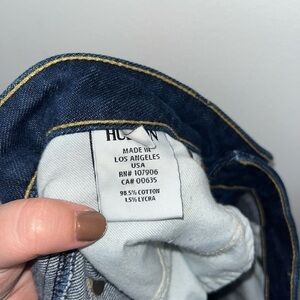 MADE IN
LOS ANGELES
USA
RN# 107906
CA# 00635
98.5% COTTON
1.5% LYCRA